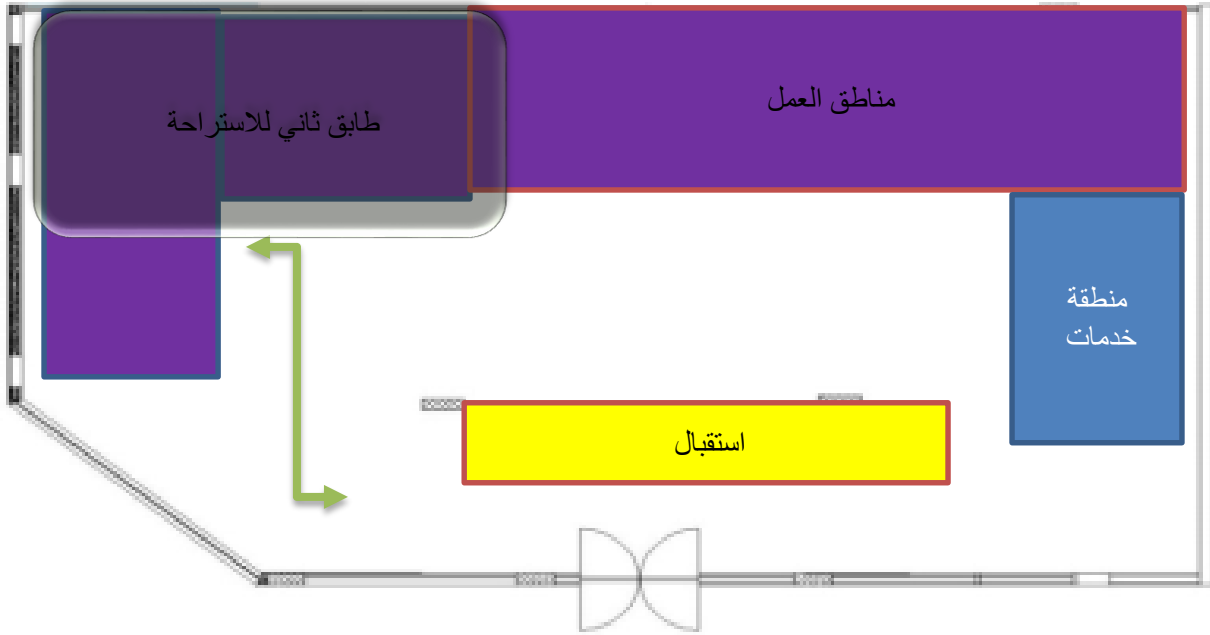 مناطق العمل
طابق ثاني للاستراحة
منطقة
خدمات
استقبال